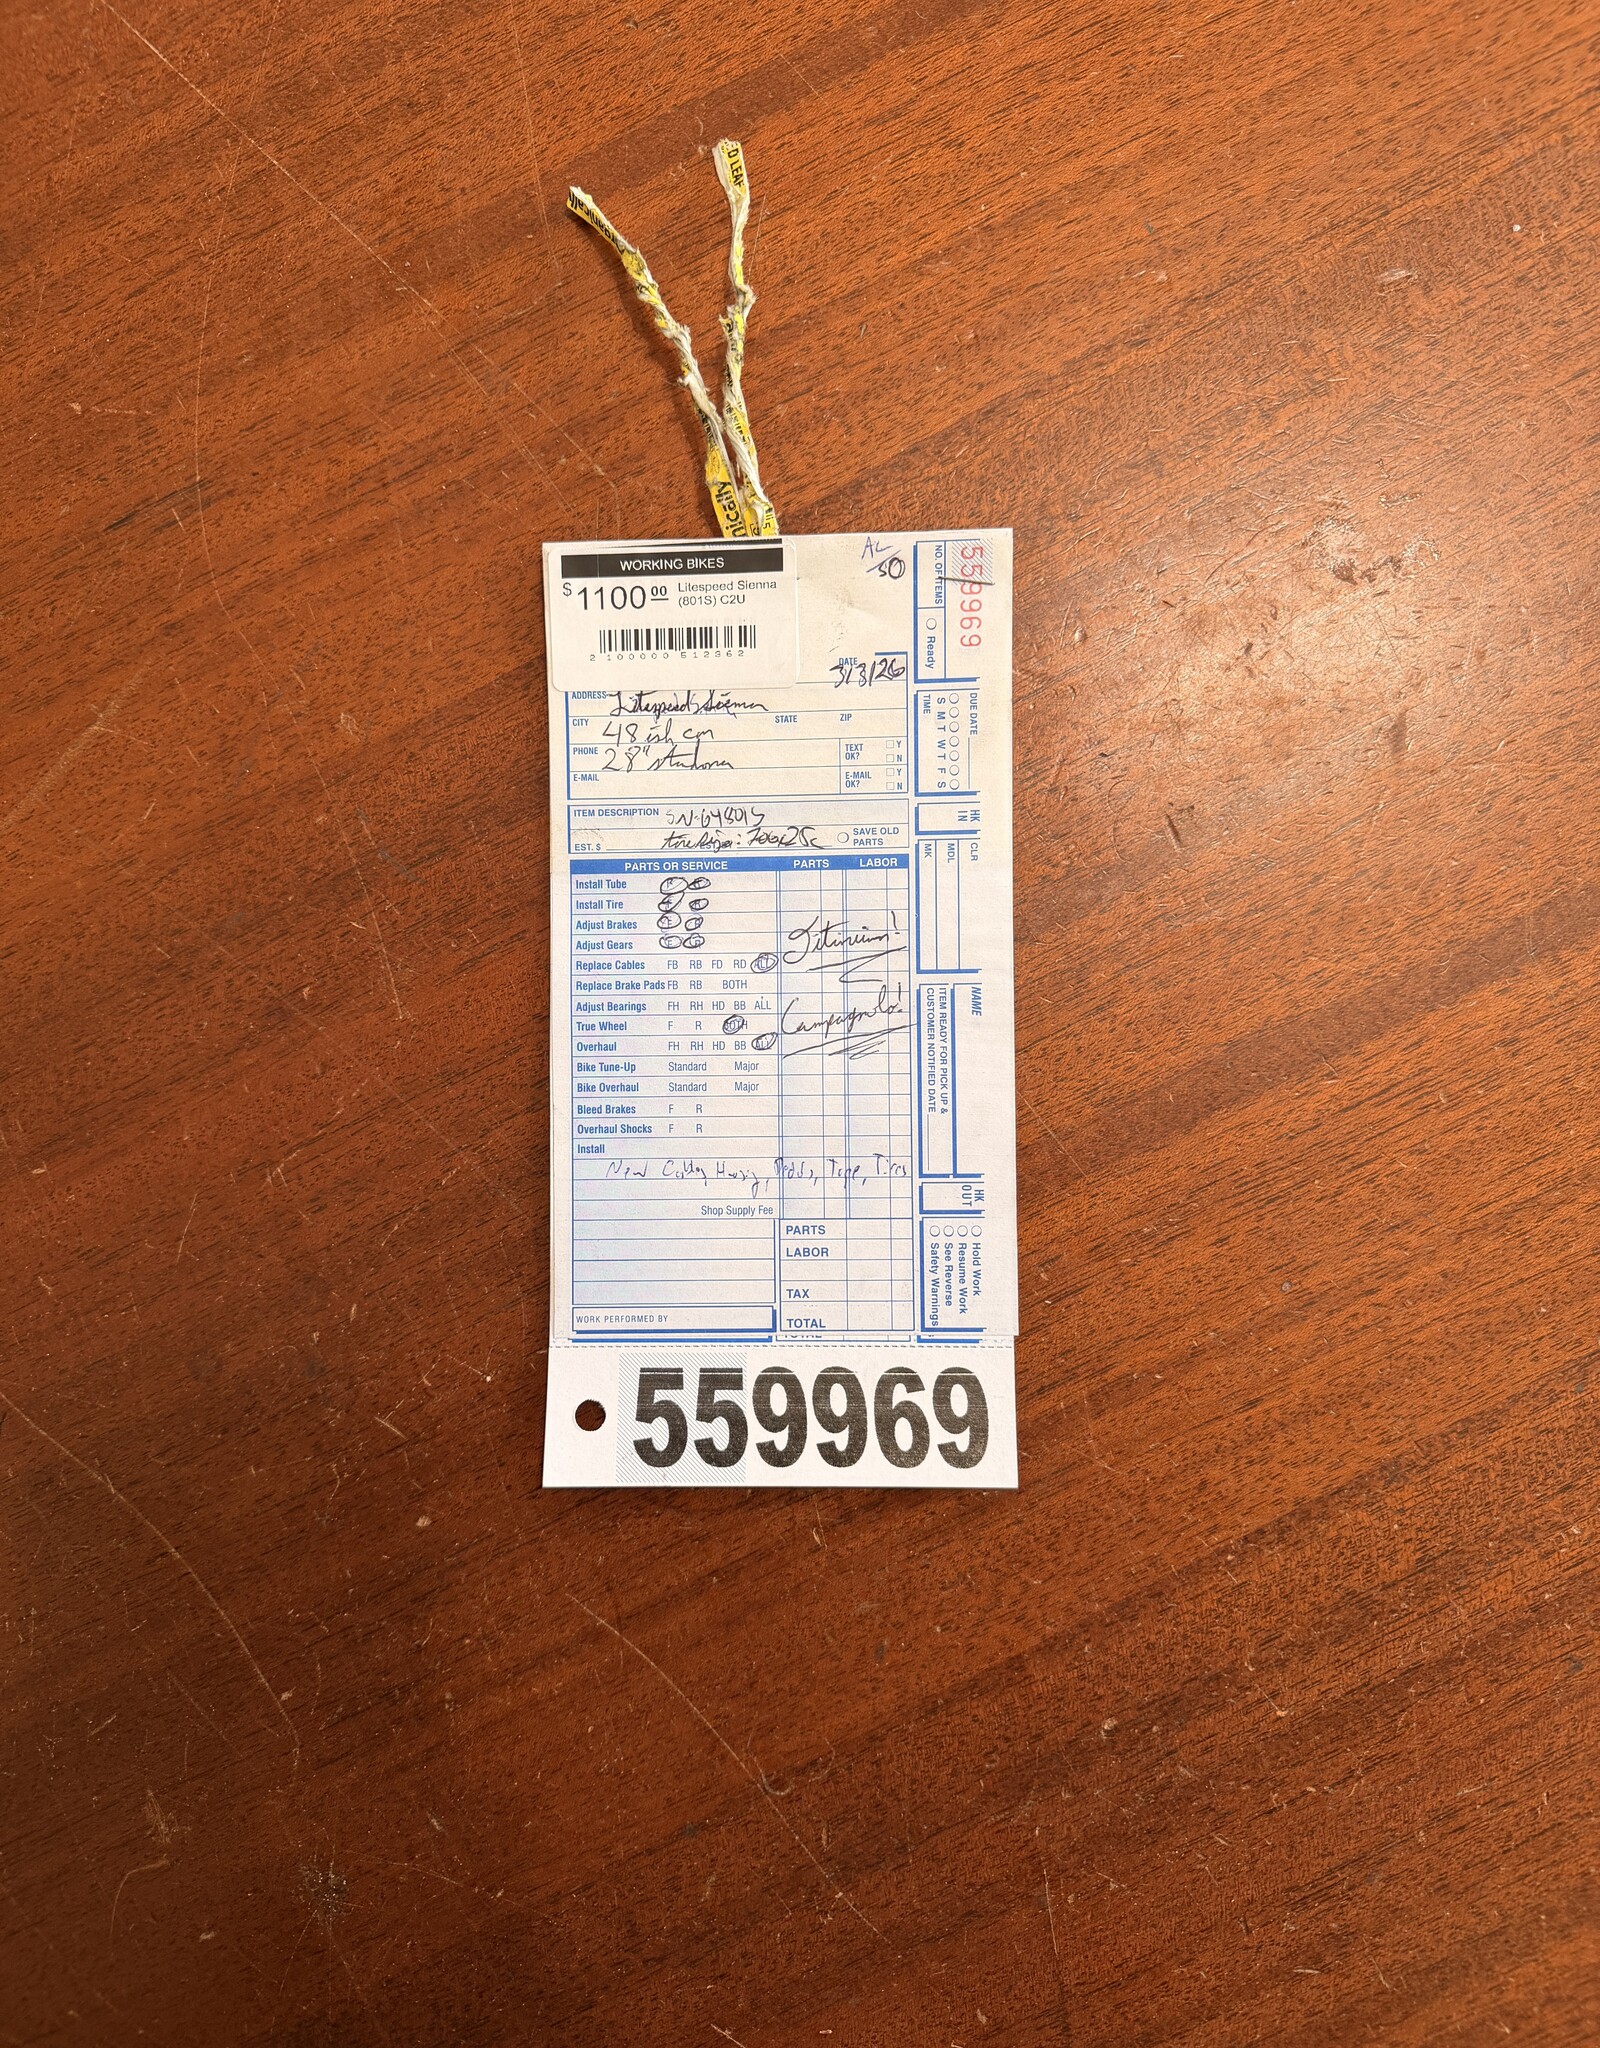 D LEAF
nically
WORKING BIKES
$ 1100 00 Litespeed Sienna
(801S) C2U
2 100000 512362
AL
SO
DATE 3/3/26
ADDRESS Litespeed Sienna
CITY STATE ZIP
48 ish cm
PHONE 28" standover
TEXT OK? Y N
E-MAIL
E-MAIL OK? Y N
ITEM DESCRIPTION SN-64801S
EST. $ tire size: 700x25c SAVE OLD PARTS
PARTS OR SERVICE PARTS LABOR
Install Tube F R
Install Tire F R
Adjust Brakes F R
Adjust Gears F R
Titanium!
Replace Cables FB RB FD RD ALL
Replace Brake Pads FB RB BOTH
Adjust Bearings FH RH HD BB ALL
Campagnolo!
True Wheel F R BOTH
Overhaul FH RH HD BB ALL
Bike Tune-Up Standard Major
Bike Overhaul Standard Major
Bleed Brakes F R
Overhaul Shocks F R
Install
New Cables, Housing, Pedals, Tape, Tires
Shop Supply Fee
PARTS
LABOR
TAX
WORK PERFORMED BY
TOTAL
TOTAL
559969
NO. OF ITEMS
Ready
DUE DATE
S M T W T F S
TIME
HK IN
CLR
MDL
MK
NAME
ITEM READY FOR PICK UP &
CUSTOMER NOTIFIED DATE
HK OUT
Hold Work
Resume Work
See Reverse
Safety Warnings
559969